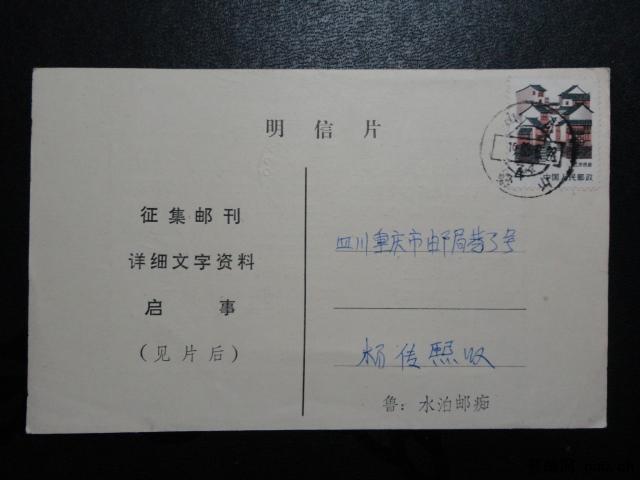 明信片
中国人民邮政
征集邮刊
详细文字资料
启事
（见片后）
四川重庆市邮局巷3号
杨传熙收
鲁：水泊邮痴